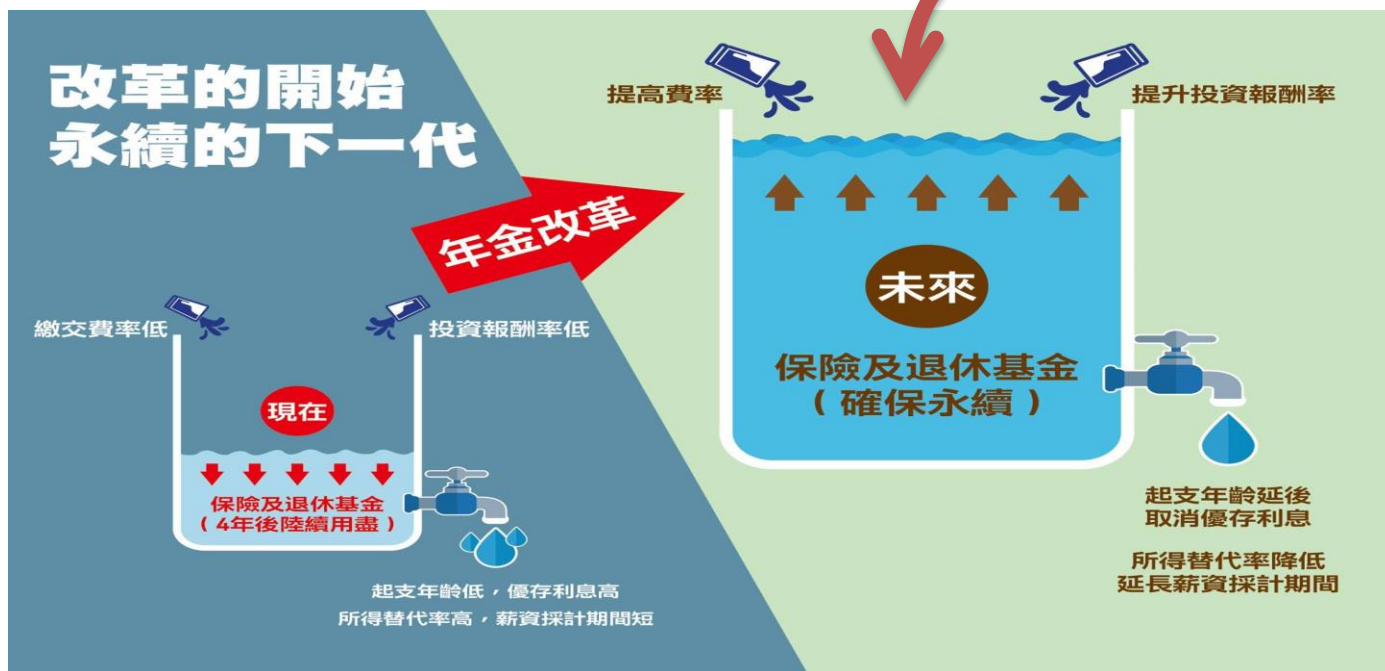 改革的開始
永續的下一代
年金改革
繳交費率低
投資報酬率低
現在
保險及退休基金
（4年後陸續用盡）
起支年齡低，優存利息高
所得替代率高，薪資採計期間短
提高費率
提升投資報酬率
未來
保險及退休基金
（確保永續）
起支年齡延後
取消優存利息
所得替代率降低
延長薪資採計期間